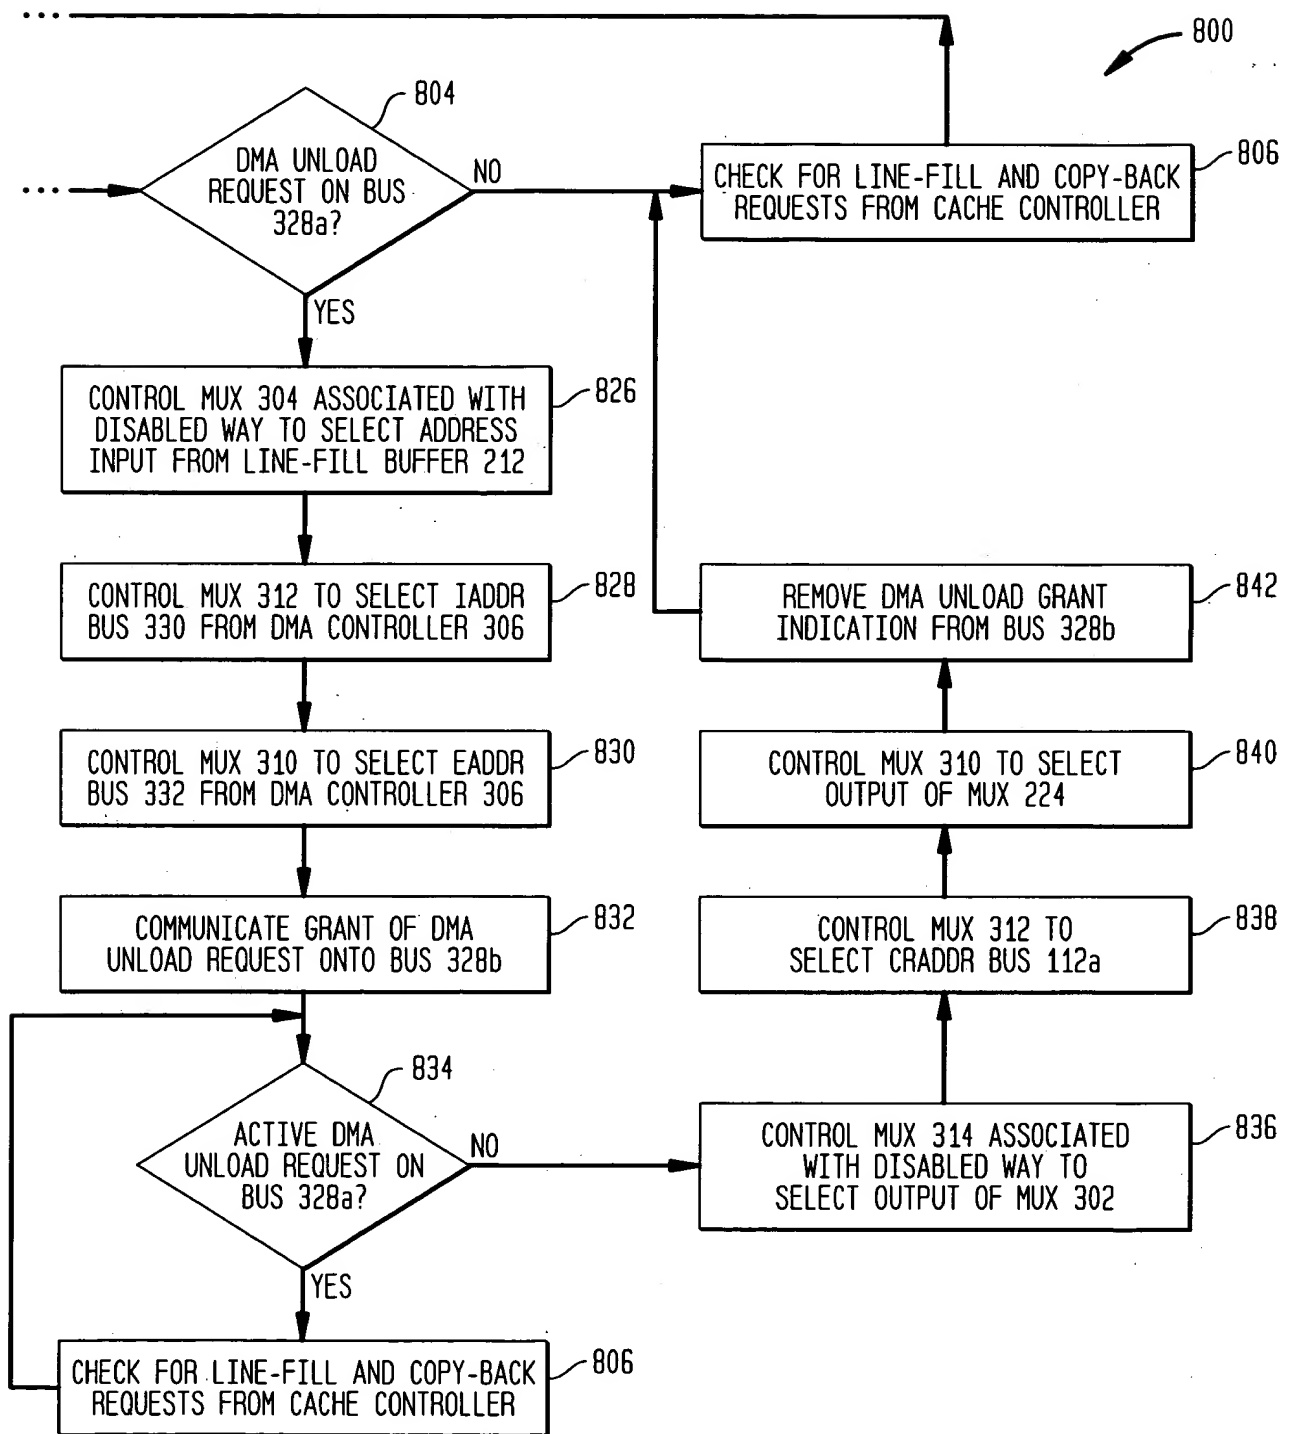 800
804
DMA UNLOAD
REQUEST ON BUS
328a?
NO
YES
CHECK FOR LINE-FILL AND COPY-BACK
REQUESTS FROM CACHE CONTROLLER
806
CONTROL MUX 304 ASSOCIATED WITH
DISABLED WAY TO SELECT ADDRESS
INPUT FROM LINE-FILL BUFFER 212
826
CONTROL MUX 312 TO SELECT IADDR
BUS 330 FROM DMA CONTROLLER 306
828
CONTROL MUX 310 TO SELECT EADDR
BUS 332 FROM DMA CONTROLLER 306
830
COMMUNICATE GRANT OF DMA
UNLOAD REQUEST ONTO BUS 328b
832
ACTIVE DMA
UNLOAD REQUEST ON
BUS 328a?
834
NO
YES
CHECK FOR LINE-FILL AND COPY-BACK
REQUESTS FROM CACHE CONTROLLER
806
REMOVE DMA UNLOAD GRANT
INDICATION FROM BUS 328b
842
CONTROL MUX 310 TO SELECT
OUTPUT OF MUX 224
840
CONTROL MUX 312 TO
SELECT CRADDR BUS 112a
838
CONTROL MUX 314 ASSOCIATED
WITH DISABLED WAY TO
SELECT OUTPUT OF MUX 302
836